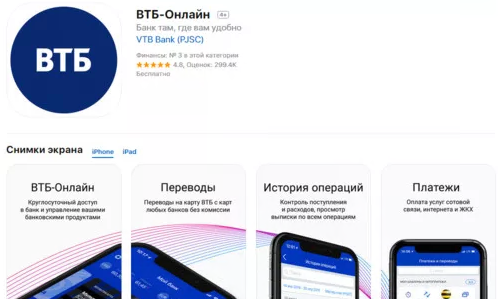 ВТБ-Онлайн 4+
Банк там, где вам удобно
VTB Bank (PJSC)
Финансы: № 3 в этой категории
★★★★★ 4.8, Оценок: 299.4K
Бесплатно
ВТБ
Снимки экрана iPhone iPad
ВТБ-Онлайн
Круглосуточный доступ
в банк и управление вашими
банковскими продуктами
Переводы
Переводы на карту ВТБ с карт
любых банков без комиссии
История операций
Контроль поступления
и расходов, просмотр
выписки по всем операциям
Платежи
Оплата услуг сотовой
связи, интернета и ЖКХ
Мой банк
История операций
Платежи и переводы